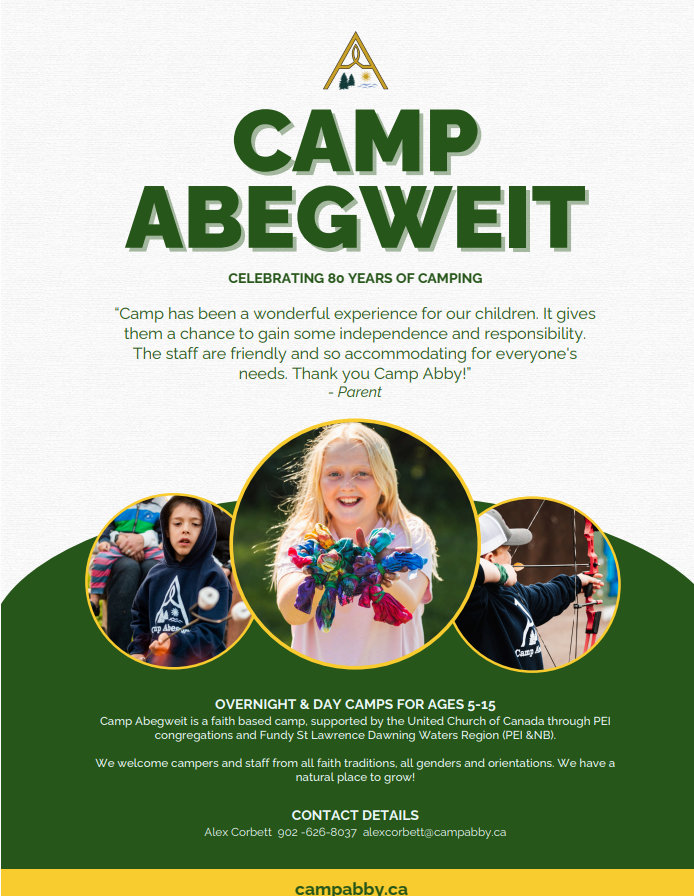 CAMP
ABEGWEIT
CELEBRATING 80 YEARS OF CAMPING
“Camp has been a wonderful experience for our children. It gives
them a chance to gain some independence and responsibility.
The staff are friendly and so accommodating for everyone's
needs. Thank you Camp Abby!”
- Parent
Camp Abegw
Camp A
OVERNIGHT & DAY CAMPS FOR AGES 5-15
Camp Abegweit is a faith based camp, supported by the United Church of Canada through PEI
congregations and Fundy St Lawrence Dawning Waters Region (PEI &NB).
We welcome campers and staff from all faith traditions, all genders and orientations. We have a
natural place to grow!
CONTACT DETAILS
Alex Corbett 902 -626-8037 alexcorbett@campabby.ca
campabby.ca